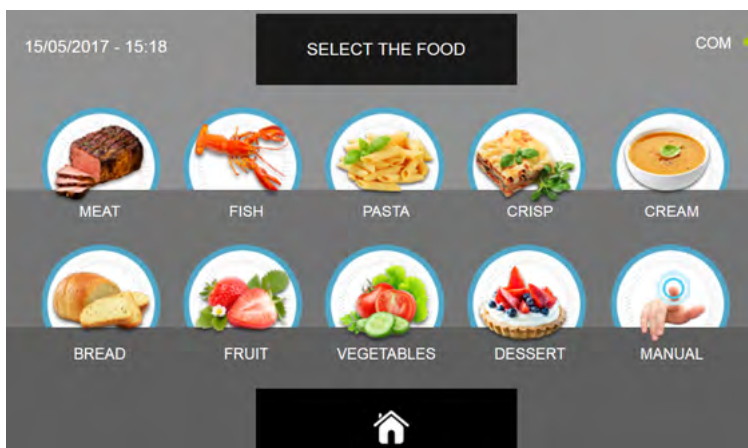 15/05/2017 - 15:18
SELECT THE FOOD
COM
MEAT
FISH
PASTA
CRISP
CREAM
BREAD
FRUIT
VEGETABLES
DESSERT
MANUAL